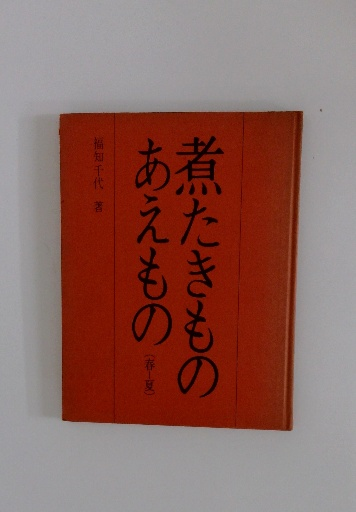 煮たきもの
あえもの
(春—夏)
福知千代 著